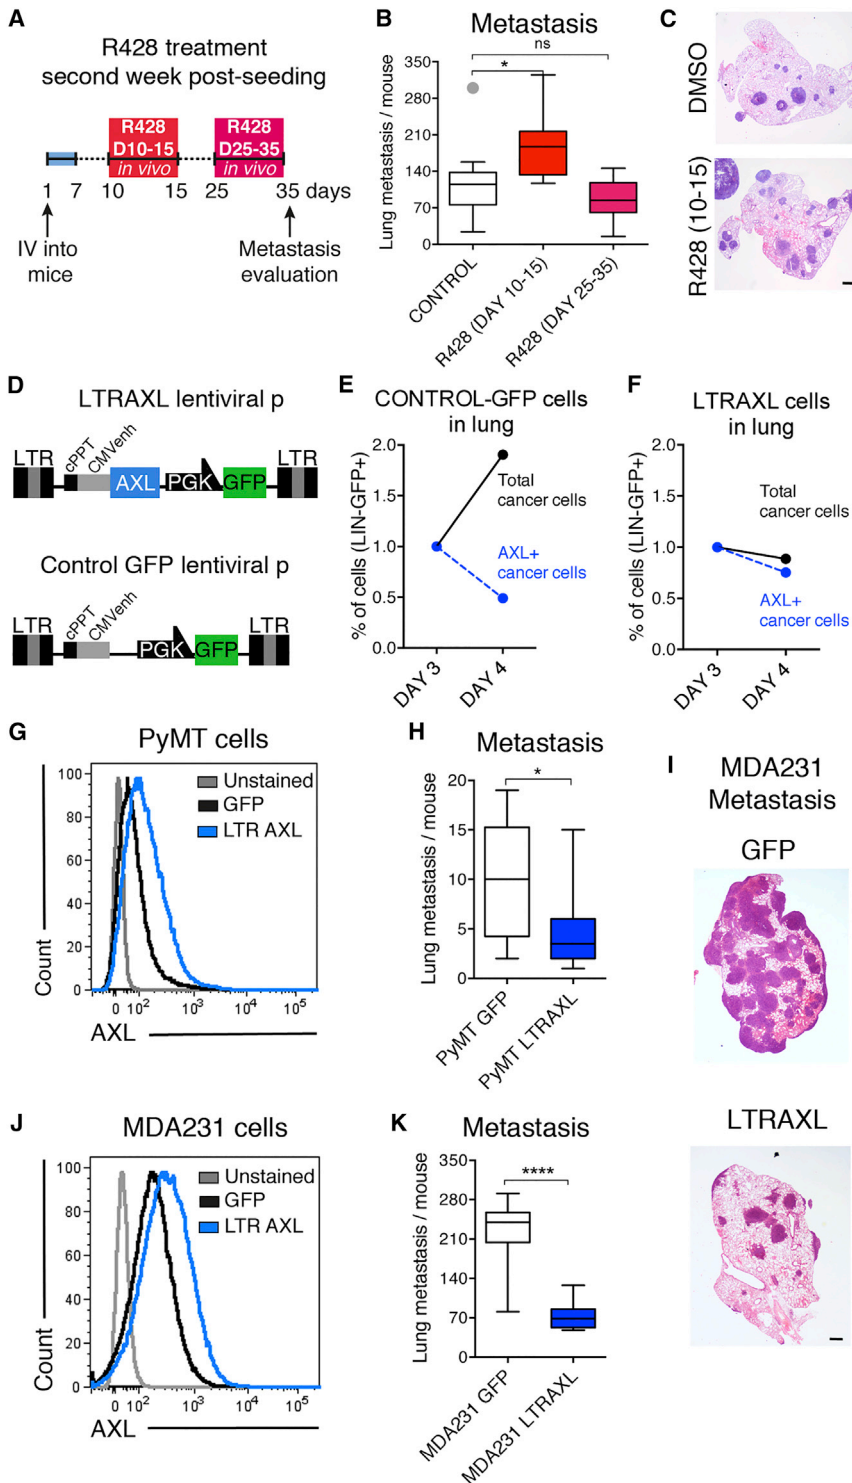 A
R428 treatment
second week post-seeding
R428
D10-15
in vivo
R428
D25-35
in vivo
1 7 10 15 25 35 days
IV into
mice
Metastasis
evaluation
B
Metastasis
ns
*
Lung metastasis / mouse
350
280
210
140
70
0
CONTROL
R428 (DAY 10-15)
R428 (DAY 25-35)
C
DMSO
R428 (10-15)
D
LTRAXL lentiviral p
LTR
cPPT
CMVenh
AXL
PGK
GFP
LTR
Control GFP lentiviral p
LTR
cPPT
CMVenh
PGK
GFP
LTR
E
CONTROL-GFP cells
in lung
% of cells (LIN-GFP+)
2.0
1.5
1.0
0.5
0
Total
cancer cells
AXL+
cancer cells
DAY 3
DAY 4
F
LTRAXL cells
in lung
% of cells (LIN-GFP+)
2.0
1.5
1.0
0.5
0
Total
cancer cells
AXL+
cancer cells
DAY 3
DAY 4
G
PyMT cells
Count
100
80
60
40
20
0
Unstained
GFP
LTR AXL
0 10² 10³ 10⁴ 10⁵
AXL
H
Metastasis
*
Lung metastasis / mouse
20
15
10
5
0
PyMT GFP
PyMT LTRAXL
I
MDA231
Metastasis
GFP
LTRAXL
J
MDA231 cells
Count
100
80
60
40
20
0
Unstained
GFP
LTR AXL
0 10² 10³ 10⁴ 10⁵
AXL
K
Metastasis
****
Lung metastasis / mouse
350
280
210
140
70
0
MDA231 GFP
MDA231 LTRAXL